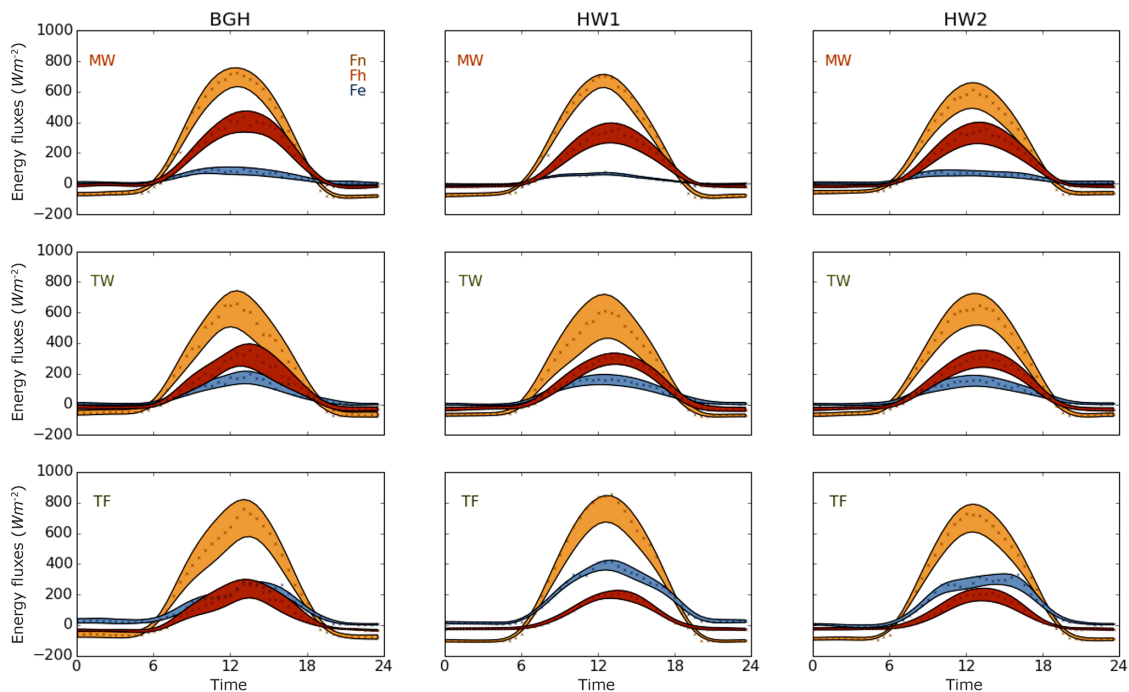 BGH HW1 HW2
1000
800
600
400
200
0
−200
Energy fluxes (Wm⁻²)
MW
Fn
Fh
Fe
MW
MW
1000
800
600
400
200
0
−200
Energy fluxes (Wm⁻²)
TW
TW
TW
1000
800
600
400
200
0
−200
Energy fluxes (Wm⁻²)
TF
TF
TF
0 6 12 18 24
0 6 12 18 24
0 6 12 18 24
Time Time Time